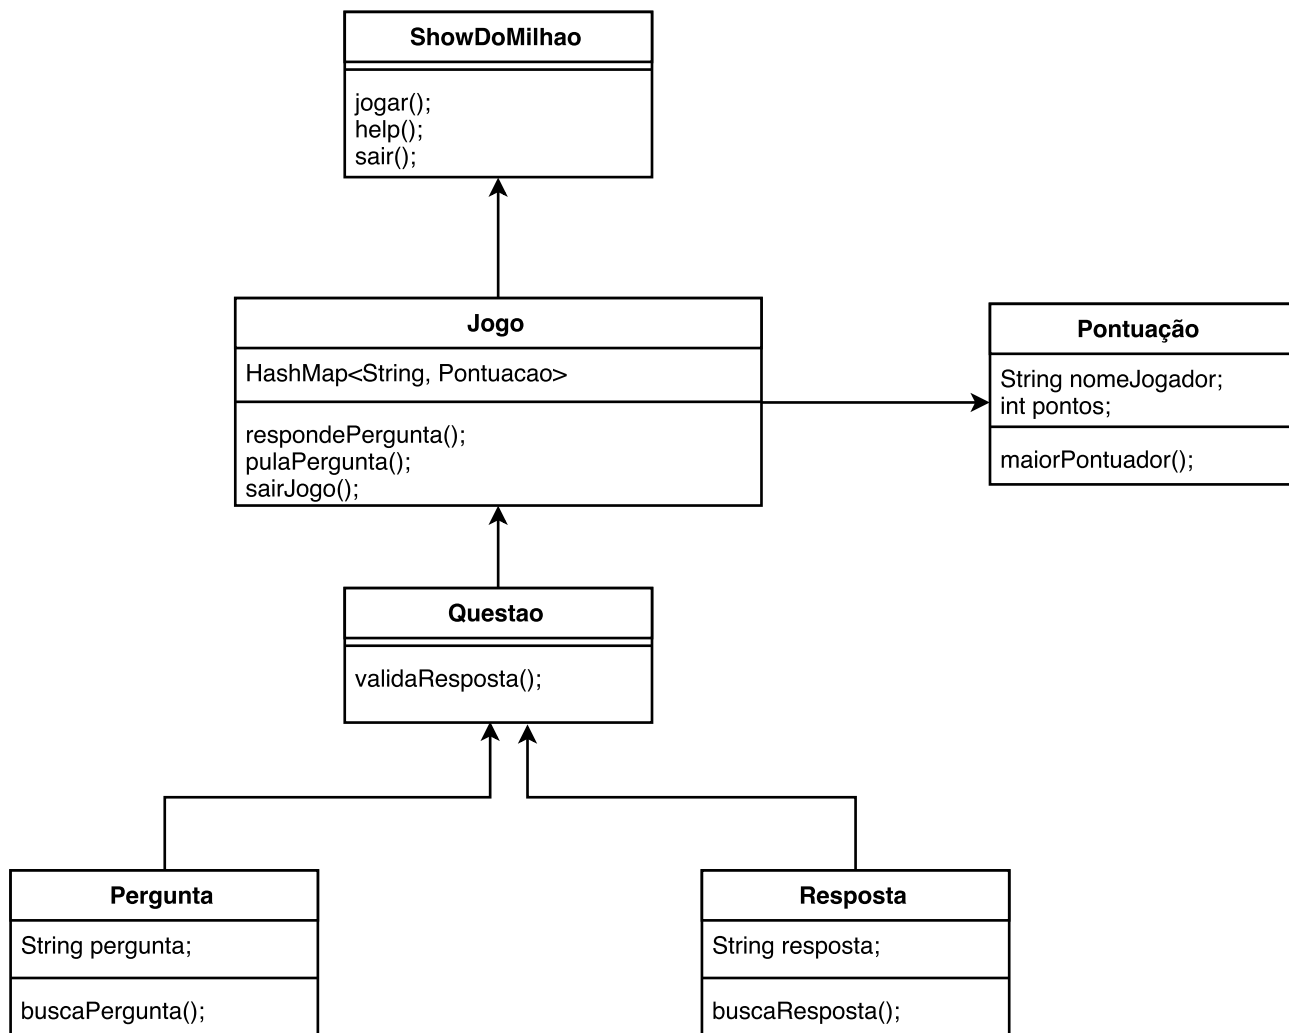 ShowDoMilhao
jogar();
help();
sair();
Jogo
HashMap<String, Pontuacao>
respondePergunta();
pulaPergunta();
sairJogo();
Pontuação
String nomeJogador;
int pontos;
maiorPontuador();
Questao
validaResposta();
Pergunta
String pergunta;
buscaPergunta();
Resposta
String resposta;
buscaResposta();